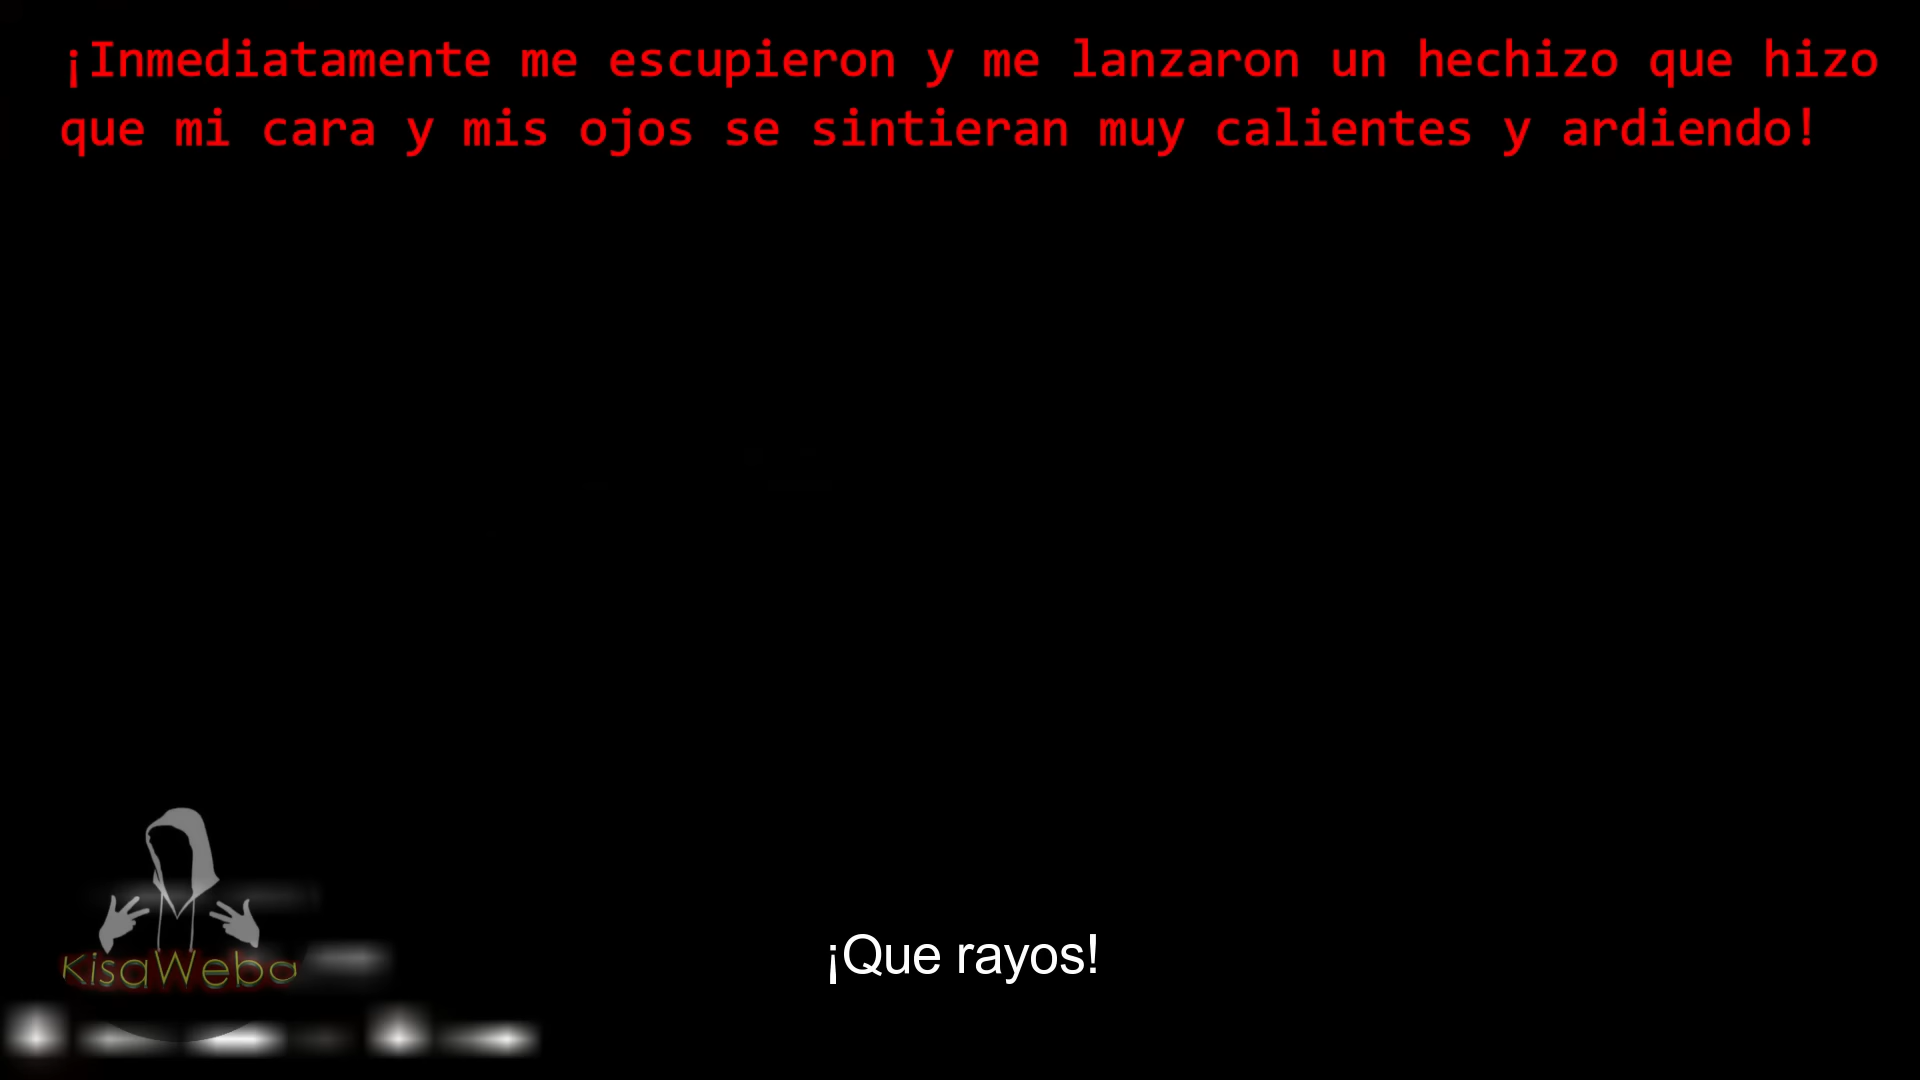 ¡Inmediatamente me escupieron y me lanzaron un hechizo que hizo
que mi cara y mis ojos se sintieran muy calientes y ardiendo!
¡Que rayos!
KisaWeba